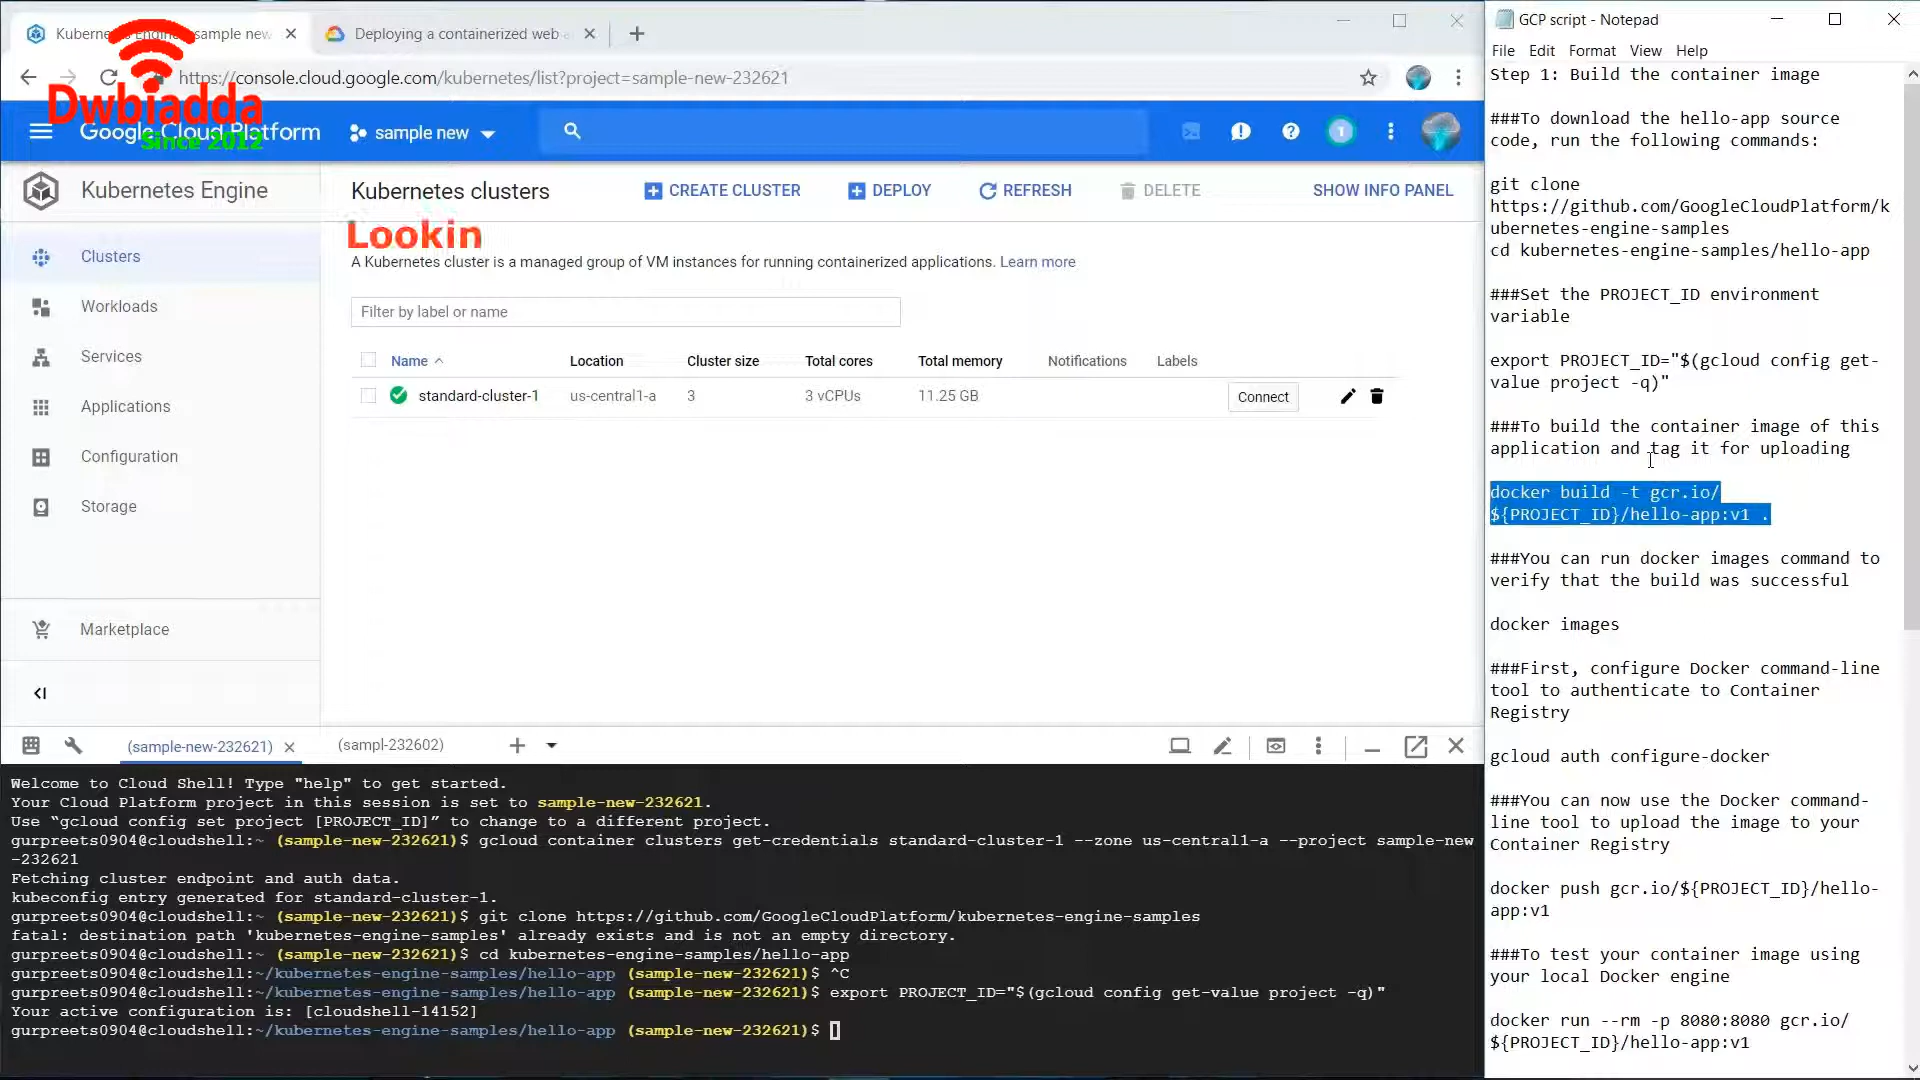 Kuberne Engine sample new
Deploying a containerized web
https://console.cloud.google.com/kubernetes/list?project=sample-new-232621
Dwbiadda
Since 2012
Google Cloud Platform
sample new
1
Kubernetes Engine
Kubernetes clusters
CREATE CLUSTER
DEPLOY
REFRESH
DELETE
SHOW INFO PANEL
Lookin
Clusters
Workloads
Services
Applications
Configuration
Storage
Marketplace
A Kubernetes cluster is a managed group of VM instances for running containerized applications. Learn more
Filter by label or name
Name Location Cluster size Total cores Total memory Notifications Labels
standard-cluster-1 us-central1-a 3 3 vCPUs 11.25 GB Connect
(sample-new-232621)
(sampl-232602)
Welcome to Cloud Shell! Type "help" to get started.
Your Cloud Platform project in this session is set to sample-new-232621.
Use “gcloud config set project [PROJECT_ID]” to change to a different project.
gurpreets0904@cloudshell:~ (sample-new-232621)$ gcloud container clusters get-credentials standard-cluster-1 --zone us-central1-a --project sample-new
-232621
Fetching cluster endpoint and auth data.
kubeconfig entry generated for standard-cluster-1.
gurpreets0904@cloudshell:~ (sample-new-232621)$ git clone https://github.com/GoogleCloudPlatform/kubernetes-engine-samples
fatal: destination path 'kubernetes-engine-samples' already exists and is not an empty directory.
gurpreets0904@cloudshell:~ (sample-new-232621)$ cd kubernetes-engine-samples/hello-app
gurpreets0904@cloudshell:~/kubernetes-engine-samples/hello-app (sample-new-232621)$ ^C
gurpreets0904@cloudshell:~/kubernetes-engine-samples/hello-app (sample-new-232621)$ export PROJECT_ID="$(gcloud config get-value project -q)"
Your active configuration is: [cloudshell-14152]
gurpreets0904@cloudshell:~/kubernetes-engine-samples/hello-app (sample-new-232621)$
GCP script - Notepad
File Edit Format View Help
Step 1: Build the container image
###To download the hello-app source
code, run the following commands:
git clone
https://github.com/GoogleCloudPlatform/k
ubernetes-engine-samples
cd kubernetes-engine-samples/hello-app
###Set the PROJECT_ID environment
variable
export PROJECT_ID="$(gcloud config get-
value project -q)"
###To build the container image of this
application and tag it for uploading
docker build -t gcr.io/
${PROJECT_ID}/hello-app:v1 .
###You can run docker images command to
verify that the build was successful
docker images
###First, configure Docker command-line
tool to authenticate to Container
Registry
gcloud auth configure-docker
###You can now use the Docker command-
line tool to upload the image to your
Container Registry
docker push gcr.io/${PROJECT_ID}/hello-
app:v1
###To test your container image using
your local Docker engine
docker run --rm -p 8080:8080 gcr.io/
${PROJECT_ID}/hello-app:v1